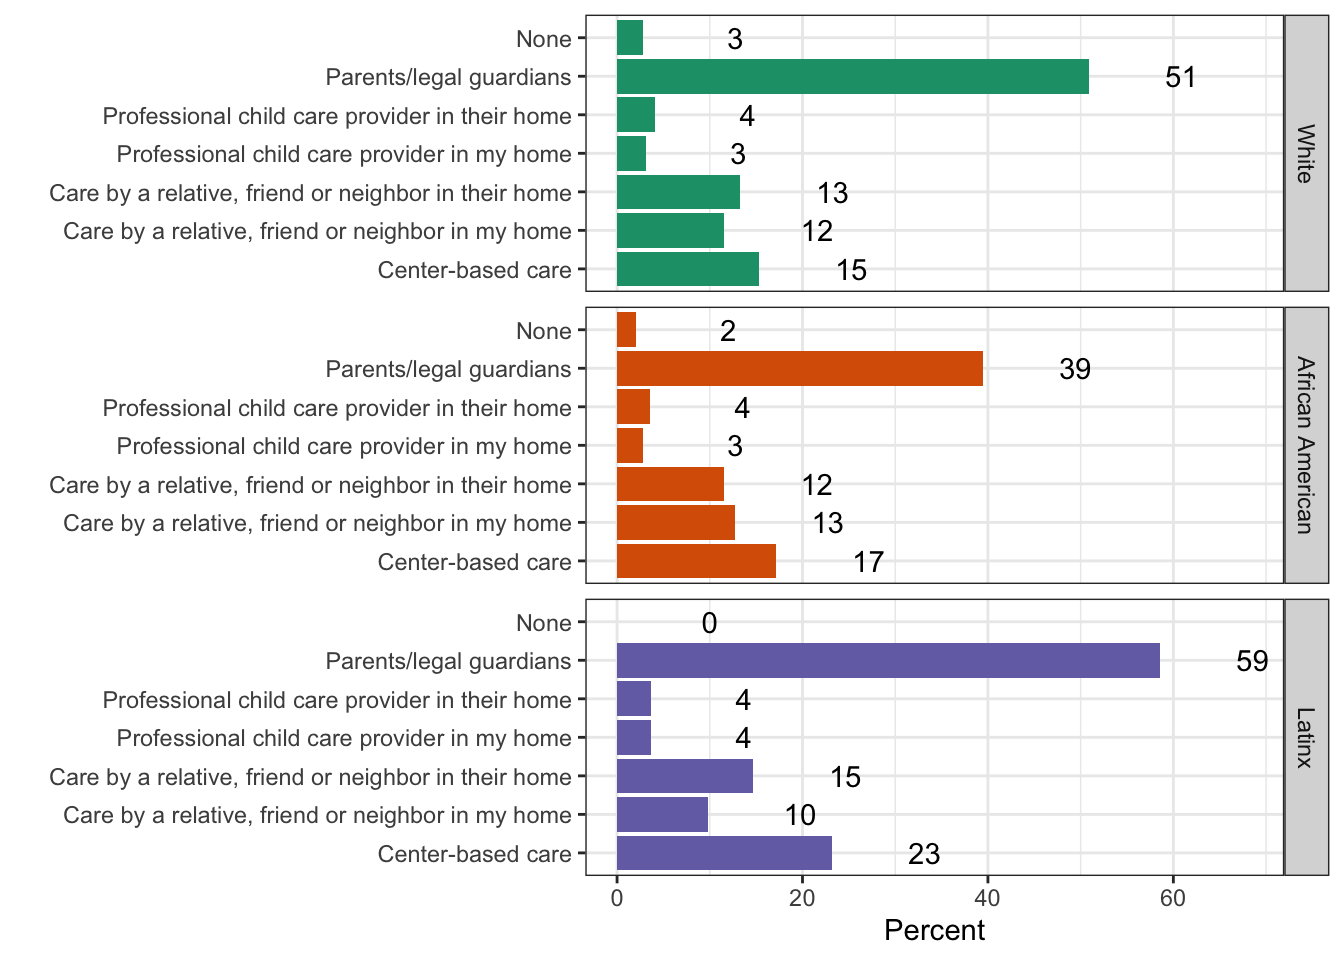 None 3
Parents/legal guardians 51
Professional child care provider in their home 4
Professional child care provider in my home 3
Care by a relative, friend or neighbor in their home 13
Care by a relative, friend or neighbor in my home 12
Center-based care 15
White
None 2
Parents/legal guardians 39
Professional child care provider in their home 4
Professional child care provider in my home 3
Care by a relative, friend or neighbor in their home 12
Care by a relative, friend or neighbor in my home 13
Center-based care 17
African American
None 0
Parents/legal guardians 59
Professional child care provider in their home 4
Professional child care provider in my home 4
Care by a relative, friend or neighbor in their home 15
Care by a relative, friend or neighbor in my home 10
Center-based care 23
Latinx
0 20 40 60
Percent